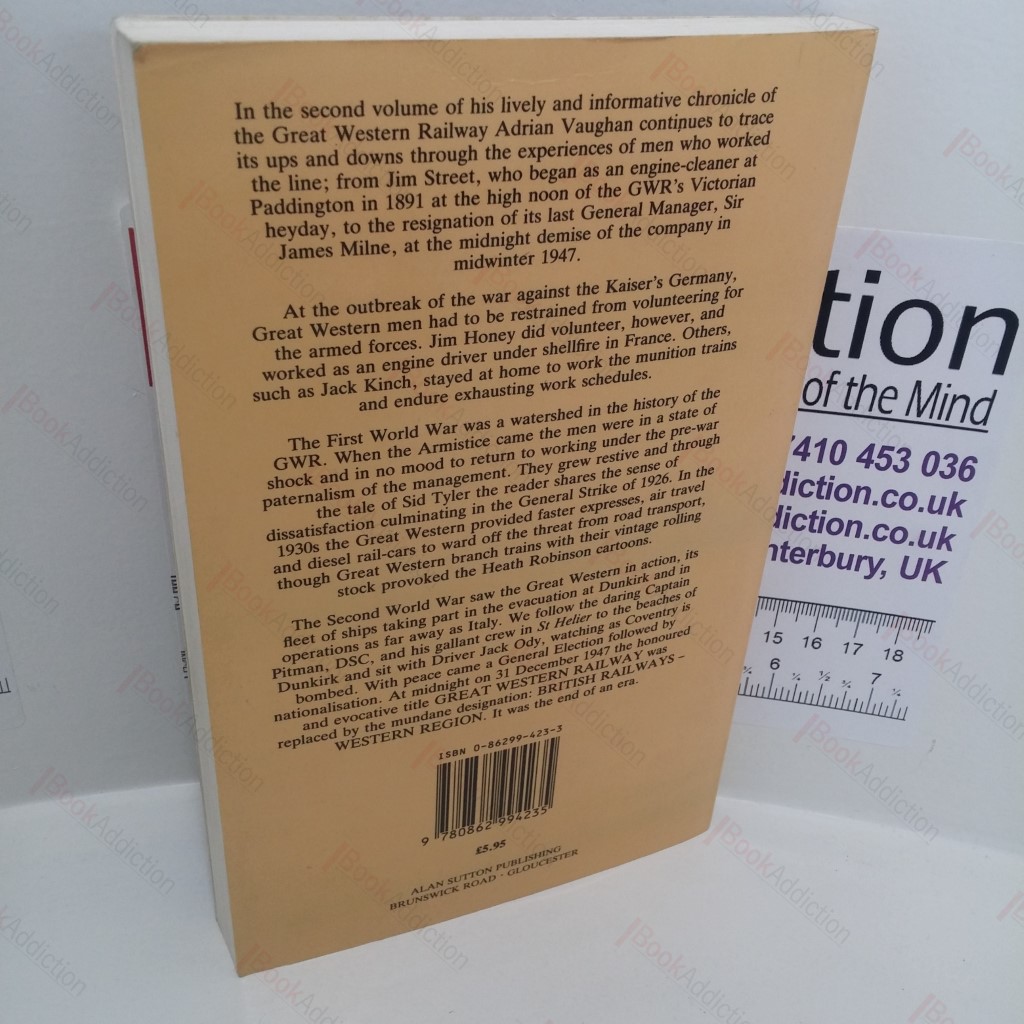 In the second volume of his lively and informative chronicle of
the Great Western Railway Adrian Vaughan continues to trace
its ups and downs through the experiences of men who worked
the line; from Jim Street, who began as an engine-cleaner at
Paddington in 1891 at the high noon of the GWR's Victorian
heyday, to the resignation of its last General Manager, Sir
James Milne, at the midnight demise of the company in
midwinter 1947.
At the outbreak of the war against the Kaiser's Germany,
Great Western men had to be restrained from volunteering for
the armed forces. Jim Honey did volunteer, however, and
worked as an engine driver under shellfire in France. Others,
such as Jack Kinch, stayed at home to work the munition trains
and endure exhausting work schedules.
The First World War was a watershed in the history of the
GWR. When the Armistice came the men were in a state of
shock and in no mood to return to working under the pre-war
paternalism of the management. They grew restive and through
the tale of Sid Tyler the reader shares the sense of
dissatisfaction culminating in the General Strike of 1926. In the
1930s the Great Western provided faster expresses, air travel
and diesel rail-cars to ward off the threat from road transport,
though Great Western branch trains with their vintage rolling
stock provoked the Heath Robinson cartoons.
The Second World War saw the Great Western in action, its
fleet of ships taking part in the evacuation at Dunkirk and in
operations as far away as Italy. We follow the daring Captain
Pitman, DSC, and his gallant crew in St Helier to the beaches of
Dunkirk and sit with Driver Jack Ody, watching as Coventry is
bombed. With peace came a General Election followed by
nationalisation. At midnight on 31 December 1947 the honoured
and evocative title GREAT WESTERN RAILWAY was
replaced by the mundane designation: BRITISH RAILWAYS –
WESTERN REGION. It was the end of an era.
ISBN 0-86299-423-3
9 780862 994235
£5.95
ALAN SUTTON PUBLISHING
BRUNSWICK ROAD · GLOUCESTER
tion
of the Mind
7410 453 036
diction.co.uk
diction.co.uk
nterbury, UK
15 16 17 18
6 ¼ ½ ¾ 7 ¼
BookAddiction